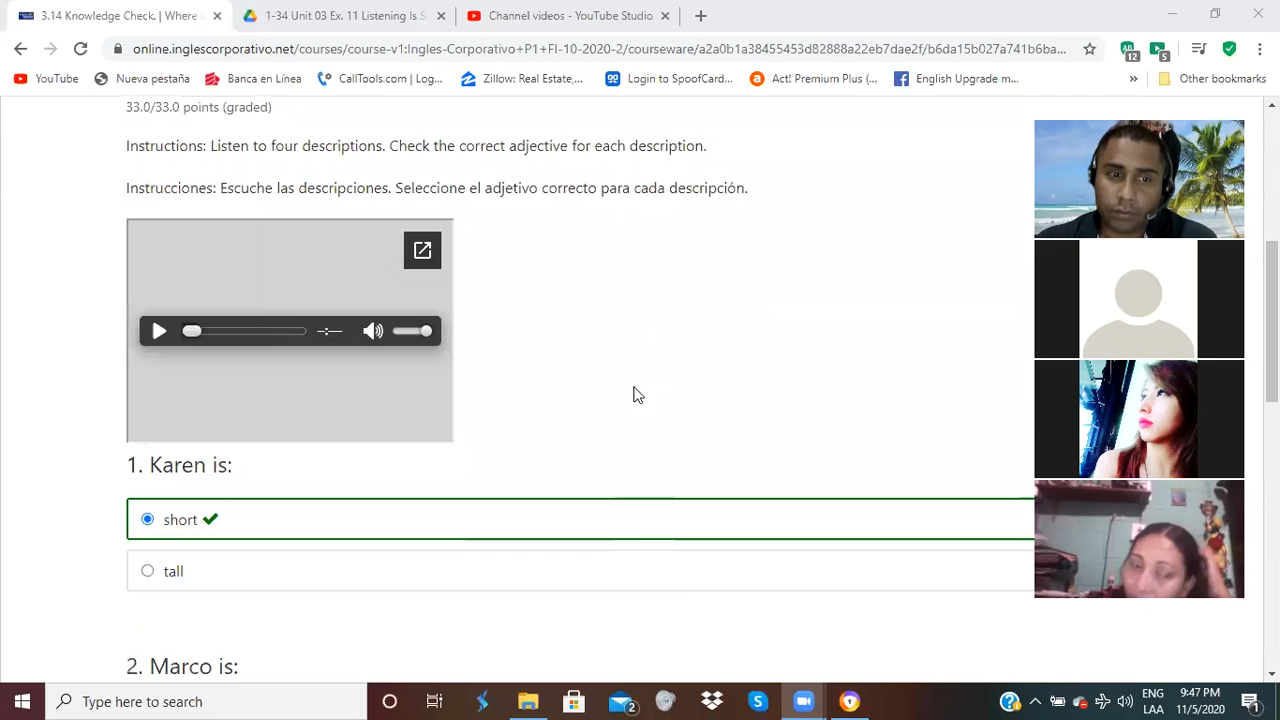 3.14 Knowledge Check. | Where
1-34 Unit 03 Ex. 11 Listening Is S
Channel videos - YouTube Studio
online.inglescorporativo.net/courses/course-v1:Ingles-Corporativo+P1+FI-10-2020-2/courseware/a2a0b1a38455453d82888a22eb7dae2f/b6da15b027a741b6ba...
12
5
YouTube
Nueva pestaña
Banca en Línea
CallTools.com | Log...
Zillow: Real Estate,...
Login to SpoofCard...
Act! Premium Plus (...
English Upgrade m...
»
Other bookmarks
33.0/33.0 points (graded)
Instructions: Listen to four descriptions. Check the correct adjective for each description.
Instrucciones: Escuche las descripciones. Seleccione el adjetivo correcto para cada descripción.
--:--
1. Karen is:
short
tall
2. Marco is:
Type here to search
2
ENG
LAA
9:47 PM
11/5/2020
1